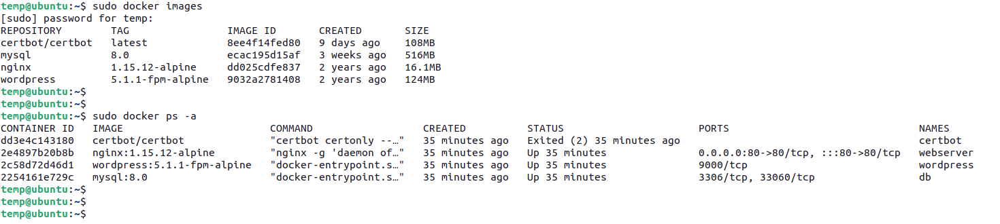 temp@ubuntu:~$ sudo docker images
[sudo] password for temp:
REPOSITORY        TAG                IMAGE ID       CREATED       SIZE
certbot/certbot   latest             8ee4f14fed80   9 days ago    108MB
mysql             8.0                ecac195d15af   3 weeks ago   516MB
nginx             1.15.12-alpine     dd025cdfe837   2 years ago   16.1MB
wordpress         5.1.1-fpm-alpine   9032a2781408   2 years ago   124MB
temp@ubuntu:~$
temp@ubuntu:~$
temp@ubuntu:~$ sudo docker ps -a
CONTAINER ID   IMAGE                        COMMAND                  CREATED          STATUS                      PORTS                               NAMES
dd3e4c143180   certbot/certbot              "certbot certonly --…"   35 minutes ago   Exited (2) 35 minutes ago                                       certbot
2e4897b20b8b   nginx:1.15.12-alpine         "nginx -g 'daemon of…"   35 minutes ago   Up 35 minutes               0.0.0.0:80->80/tcp, :::80->80/tcp   webserver
2c58d72d46d1   wordpress:5.1.1-fpm-alpine   "docker-entrypoint.s…"   35 minutes ago   Up 35 minutes               9000/tcp                            wordpress
2254161e729c   mysql:8.0                    "docker-entrypoint.s…"   35 minutes ago   Up 35 minutes               3306/tcp, 33060/tcp                 db
temp@ubuntu:~$
temp@ubuntu:~$
temp@ubuntu:~$